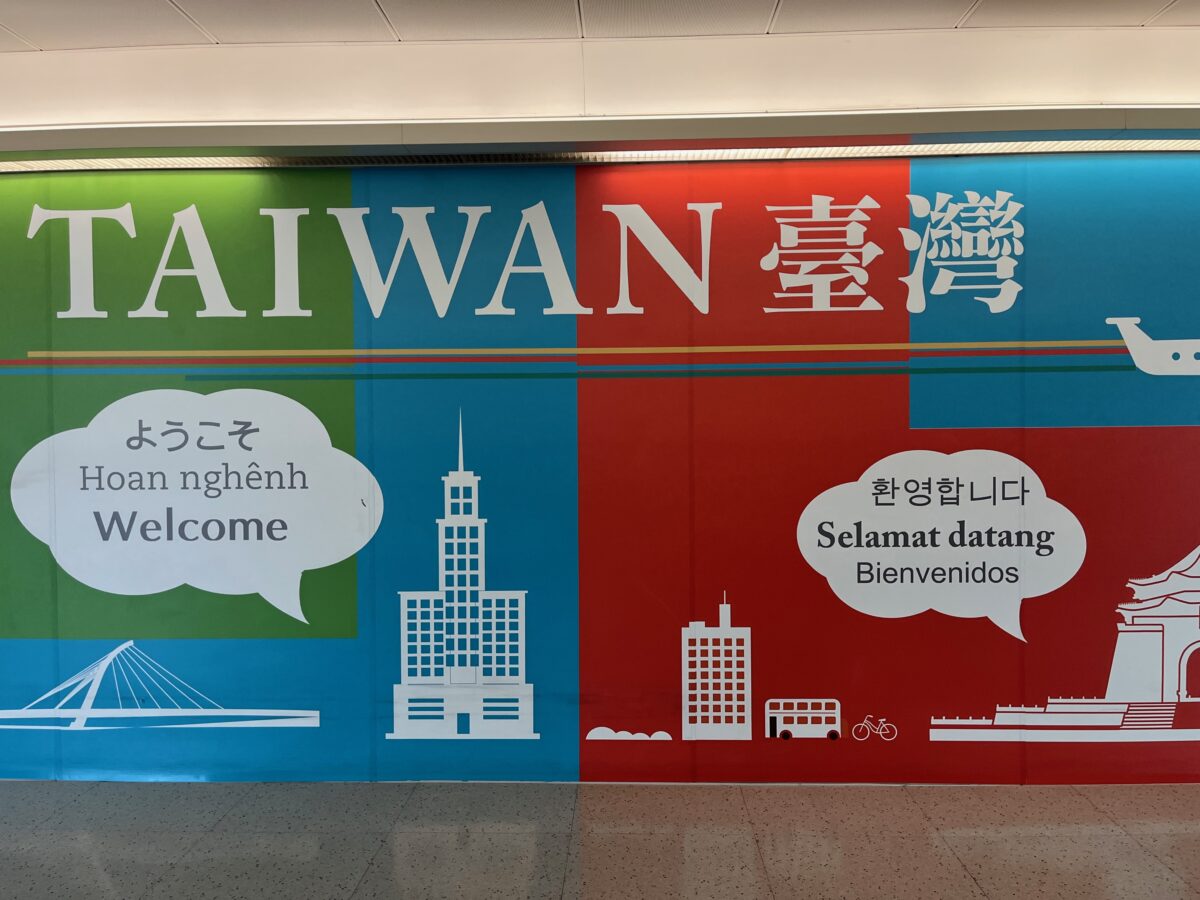 TAIWAN 臺灣
ようこそ
Hoan nghênh
Welcome
환영합니다
Selamat datang
Bienvenidos